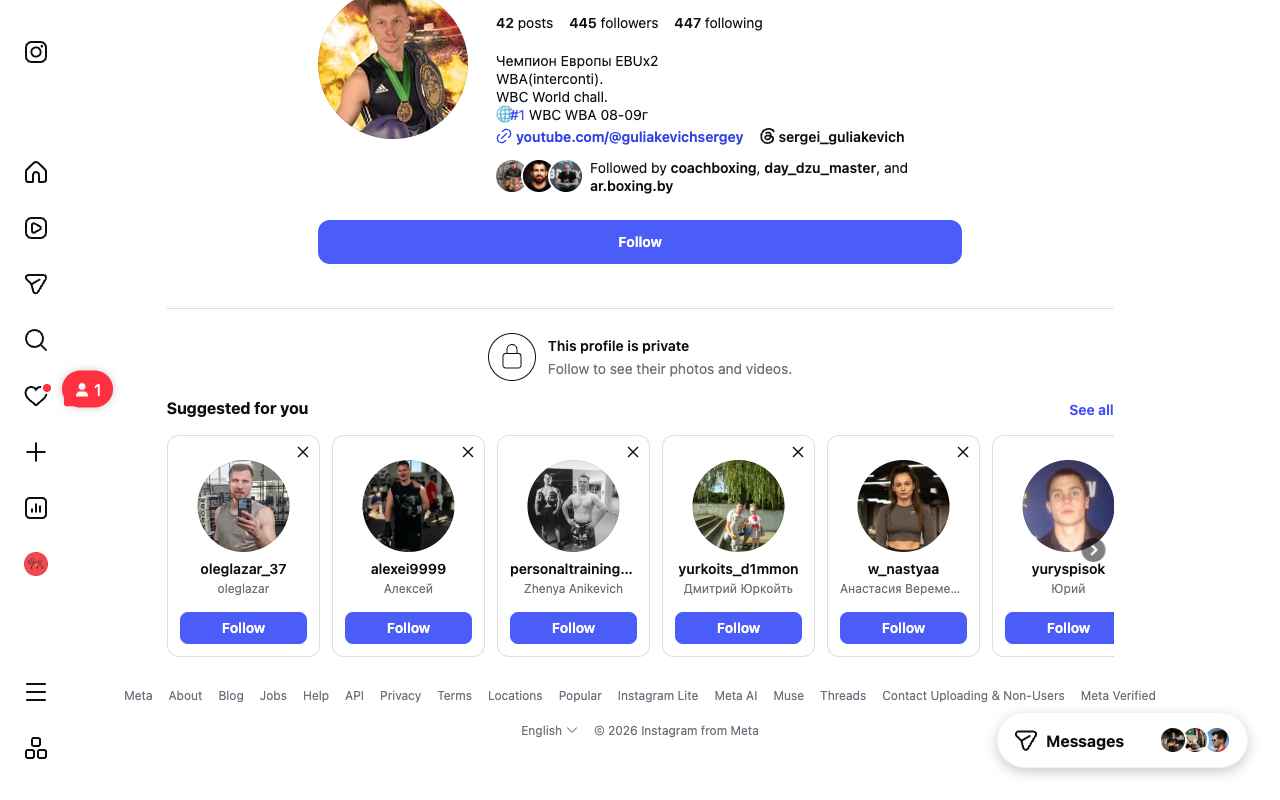 42 posts 445 followers 447 following
Чемпион Европы EBUx2
WBA(interconti).
WBC World chall.
🌐#1 WBC WBA 08-09г
youtube.com/@guliakevichsergey sergei_guliakevich
Followed by coachboxing, day_dzu_master, and
ar.boxing.by
Follow
This profile is private
Follow to see their photos and videos.
1
Suggested for you
See all
oleglazar_37
oleglazar
Follow
alexei9999
Алексей
Follow
personaltraining...
Zhenya Anikevich
Follow
yurkoits_d1mmon
Дмитрий Юркойть
Follow
w_nastyaa
Анастасия Вереме...
Follow
yuryspisok
Юрий
Follow
Meta About Blog Jobs Help API Privacy Terms Locations Popular Instagram Lite Meta AI Muse Threads Contact Uploading & Non-Users Meta Verified
English © 2026 Instagram from Meta
Messages